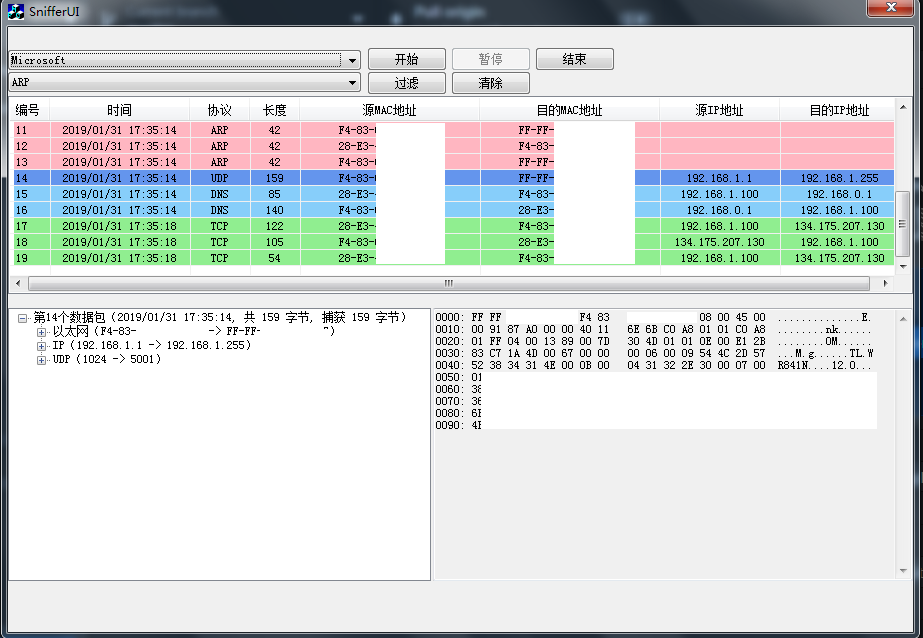 SnifferUI
Microsoft 开始 暂停 结束
ARP 过滤 清除
编号 时间 协议 长度 源MAC地址 目的MAC地址 源IP地址 目的IP地址
11 2019/01/31 17:35:14 ARP 42 F4-83- FF-FF-
12 2019/01/31 17:35:14 ARP 42 28-E3- F4-83-
13 2019/01/31 17:35:14 ARP 42 F4-83- FF-FF-
14 2019/01/31 17:35:14 UDP 159 F4-83- FF-FF- 192.168.1.1 192.168.1.255
15 2019/01/31 17:35:14 DNS 85 28-E3- F4-83- 192.168.1.100 192.168.0.1
16 2019/01/31 17:35:14 DNS 140 F4-83- 28-E3- 192.168.0.1 192.168.1.100
17 2019/01/31 17:35:18 TCP 122 28-E3- F4-83- 192.168.1.100 134.175.207.130
18 2019/01/31 17:35:18 TCP 105 F4-83- 28-E3- 134.175.207.130 192.168.1.100
19 2019/01/31 17:35:18 TCP 54 28-E3- F4-83- 192.168.1.100 134.175.207.130
第14个数据包 (2019/01/31 17:35:14, 共 159 字节, 捕获 159 字节)
以太网 (F4-83- -> FF-FF- )
IP (192.168.1.1 -> 192.168.1.255)
UDP (1024 -> 5001)
0000: FF FF F4 83 08 00 45 00 ..............E.
0010: 00 91 87 A0 00 00 40 11 6E 6B C0 A8 01 01 C0 A8 ........nk......
0020: 01 FF 04 00 13 89 00 7D 30 4D 01 01 0E 00 E1 2B ........OM......
0030: 83 C7 1A 4D 00 67 00 00 00 06 00 09 54 4C 2D 57 ...M.g......TL.W
0040: 52 38 34 31 4E 00 0B 00 04 31 32 2E 30 00 07 00 R841N....12.0...
0050: 01
0060: 38
0070: 36
0080:
0090: